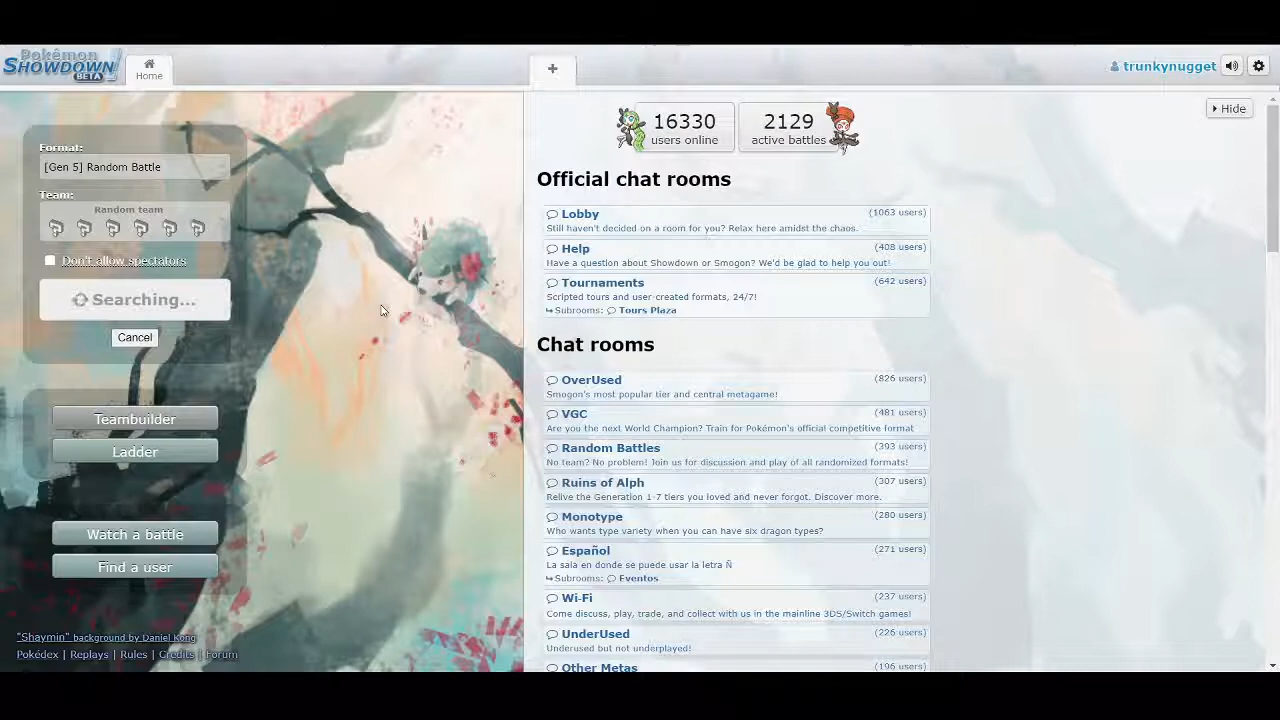 Pokémon
SHOWDOWN
BETA
Home
+
trunkynugget
Format:
[Gen 5] Random Battle
Team:
Random team
Don't allow spectators
Searching...
Cancel
Teambuilder
Ladder
Watch a battle
Find a user
"Shaymin" background by Daniel Kong
Pokédex | Replays | Rules | Credits | Forum
Hide
16330
users online
2129
active battles
Official chat rooms
Lobby (1063 users)
Still haven't decided on a room for you? Relax here amidst the chaos.
Help (408 users)
Have a question about Showdown or Smogon? We'd be glad to help you out!
Tournaments (642 users)
Scripted tours and user-created formats, 24/7!
Subrooms: Tours Plaza
Chat rooms
OverUsed (826 users)
Smogon's most popular tier and central metagame!
VGC (481 users)
Are you the next World Champion? Train for Pokémon's official competitive format
Random Battles (393 users)
No team? No problem! Join us for discussion and play of all randomized formats!
Ruins of Alph (307 users)
Relive the Generation 1-7 tiers you loved and never forgot. Discover more.
Monotype (280 users)
Who wants type variety when you can have six dragon types?
Español (271 users)
La sala en donde se puede usar la letra Ñ
Subrooms: Eventos
Wi-Fi (237 users)
Come discuss, play, trade, and collect with us in the mainline 3DS/Switch games!
UnderUsed (226 users)
Underused but not underplayed!
Other Metas (196 users)